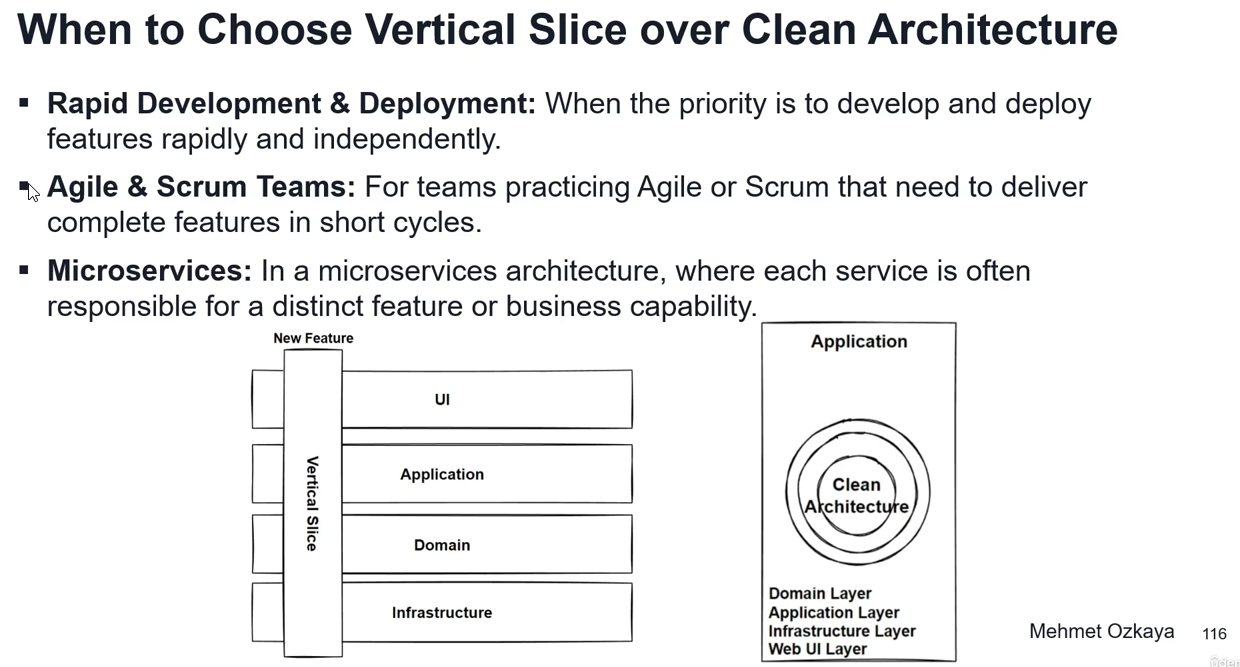 When to Choose Vertical Slice over Clean Architecture
▪ Rapid Development & Deployment: When the priority is to develop and deploy
features rapidly and independently.
▪ Agile & Scrum Teams: For teams practicing Agile or Scrum that need to deliver
complete features in short cycles.
▪ Microservices: In a microservices architecture, where each service is often
responsible for a distinct feature or business capability.
New Feature
Vertical Slice
UI
Application
Domain
Infrastructure
Application
Clean
Architecture
Domain Layer
Application Layer
Infrastructure Layer
Web UI Layer
Mehmet Ozkaya
116